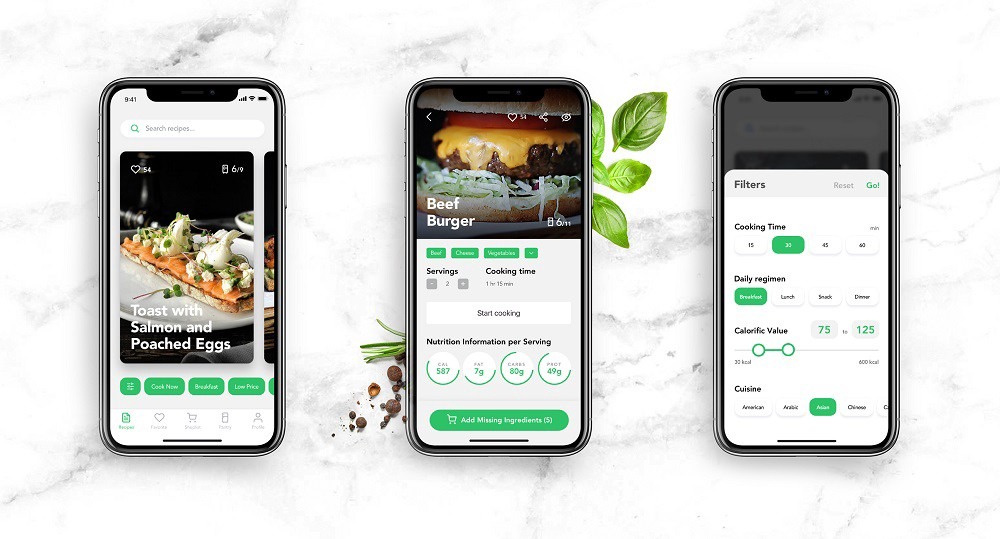 9:41
Search recipes...
54
6/9
Toast with
Salmon and
Poached Eggs
Cook Now
Breakfast
Low Price
Recipes
Favorite
Shoplist
Pantry
Profile
54
Beef
Burger
6/11
Beef
Cheese
Vegetables
Servings
Cooking time
- 2 +
1 hr 15 min
Start cooking
Nutrition Information per Serving
CAL
587
FAT
7g
CARBS
80g
PROT
49g
Add Missing Ingredients (5)
Filters
Reset
Go!
Cooking Time
min
15
30
45
60
Daily regimen
Breakfast
Lunch
Snack
Dinner
Calorific Value
75 to 125
30 kcal
600 kcal
Cuisine
American
Arabic
Asian
Chinese